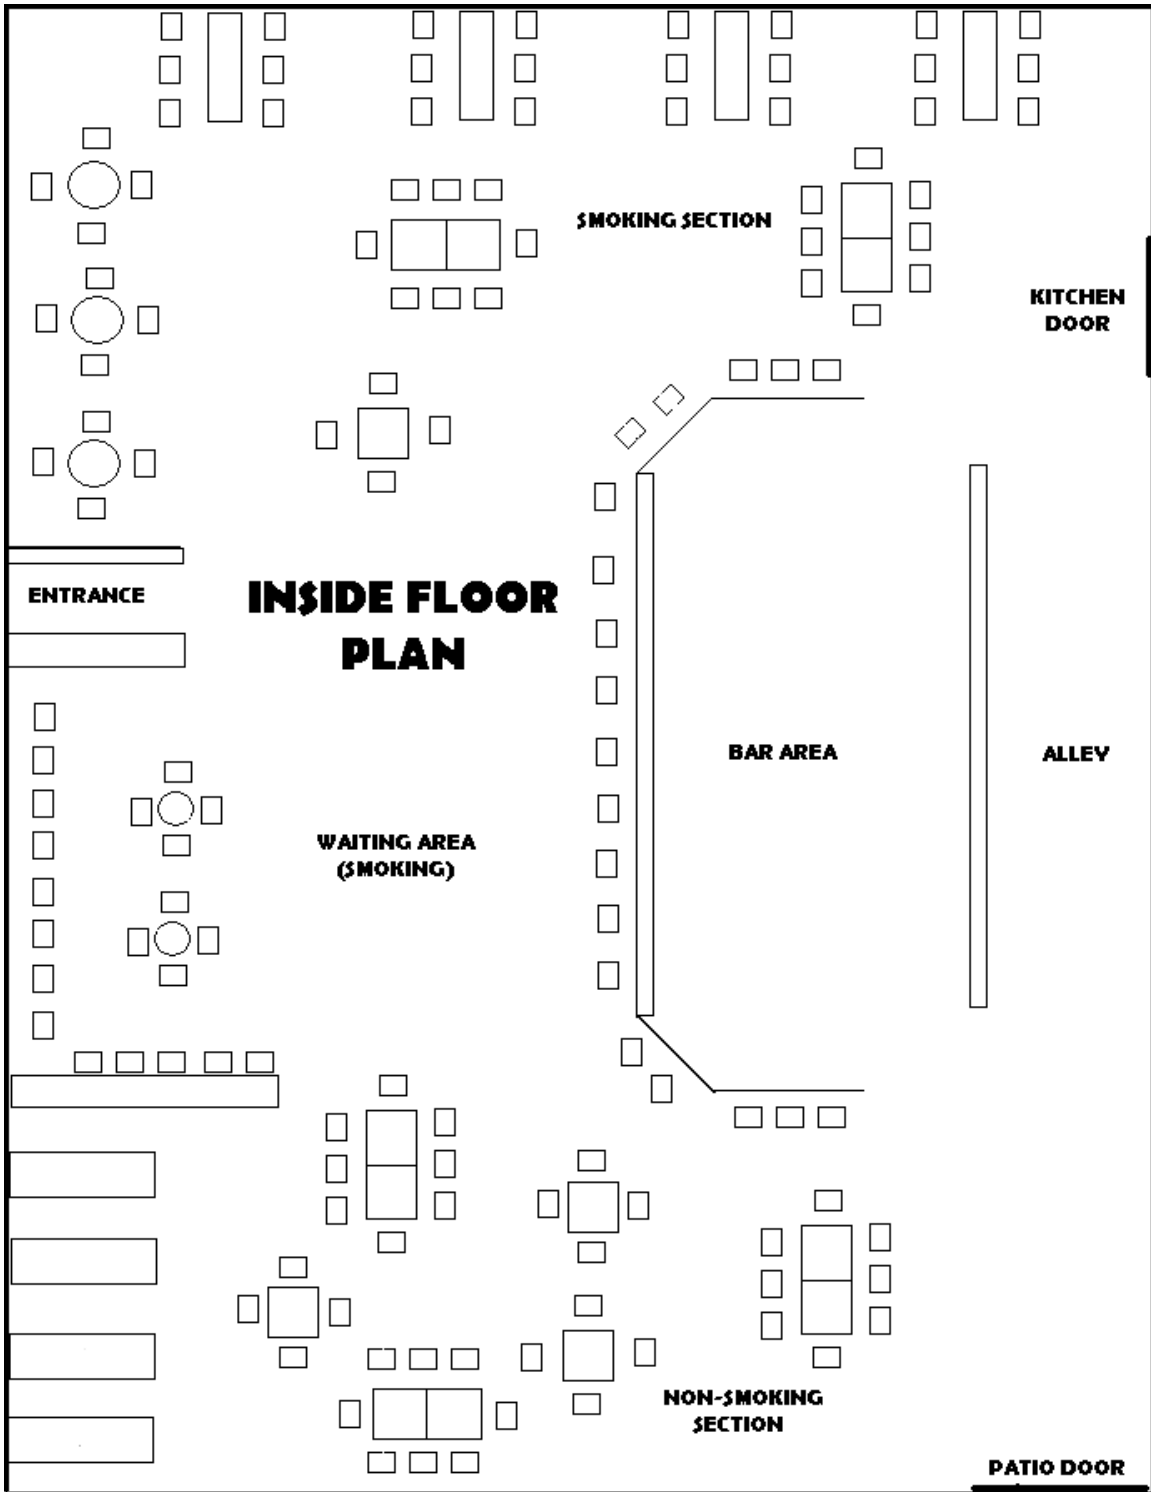 SMOKING SECTION
KITCHEN
DOOR
ENTRANCE
INSIDE FLOOR
PLAN
BAR AREA
ALLEY
WAITING AREA
(SMOKING)
NON-SMOKING
SECTION
PATIO DOOR